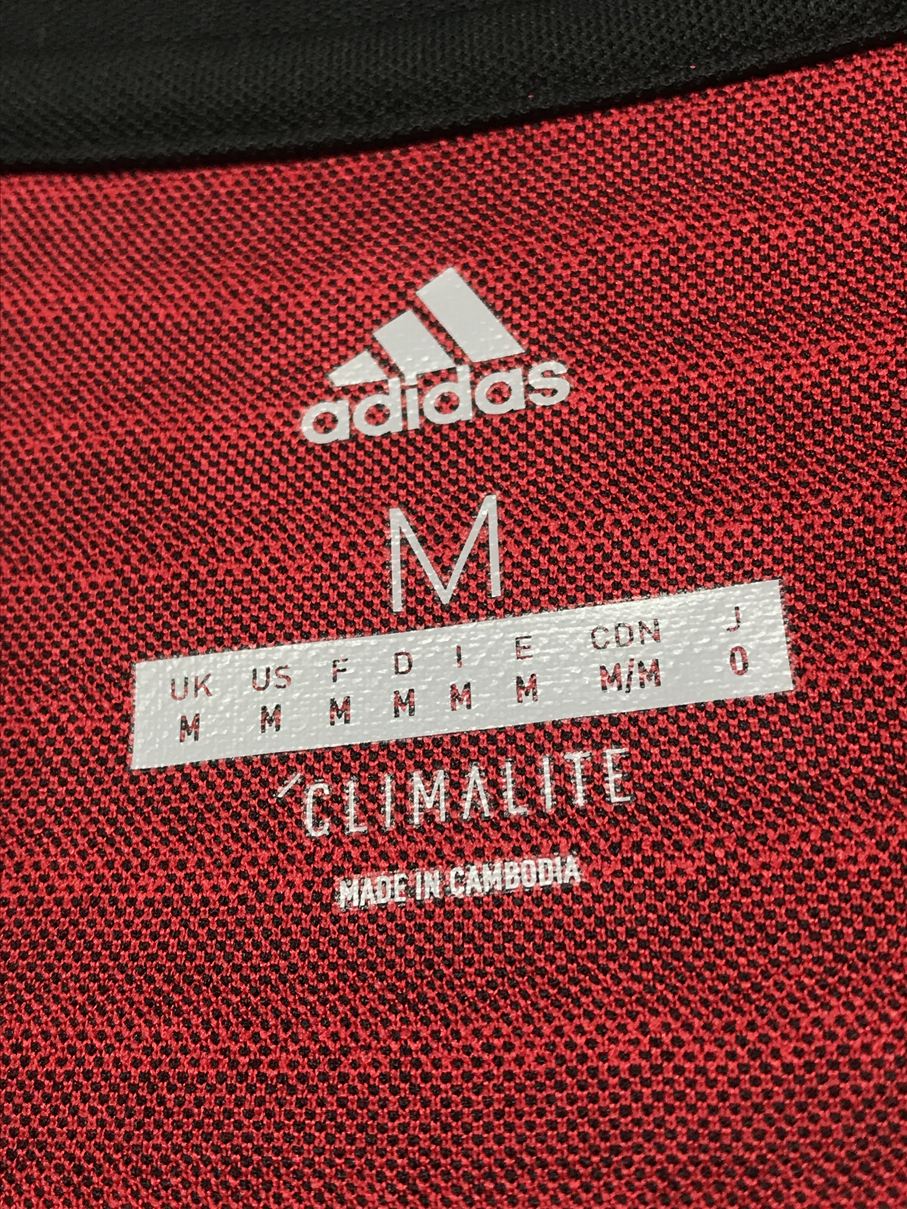 adidas
M
UK US F D I E CDN J
M M M M M M M/M O
CLIMALITE
MADE IN CAMBODIA